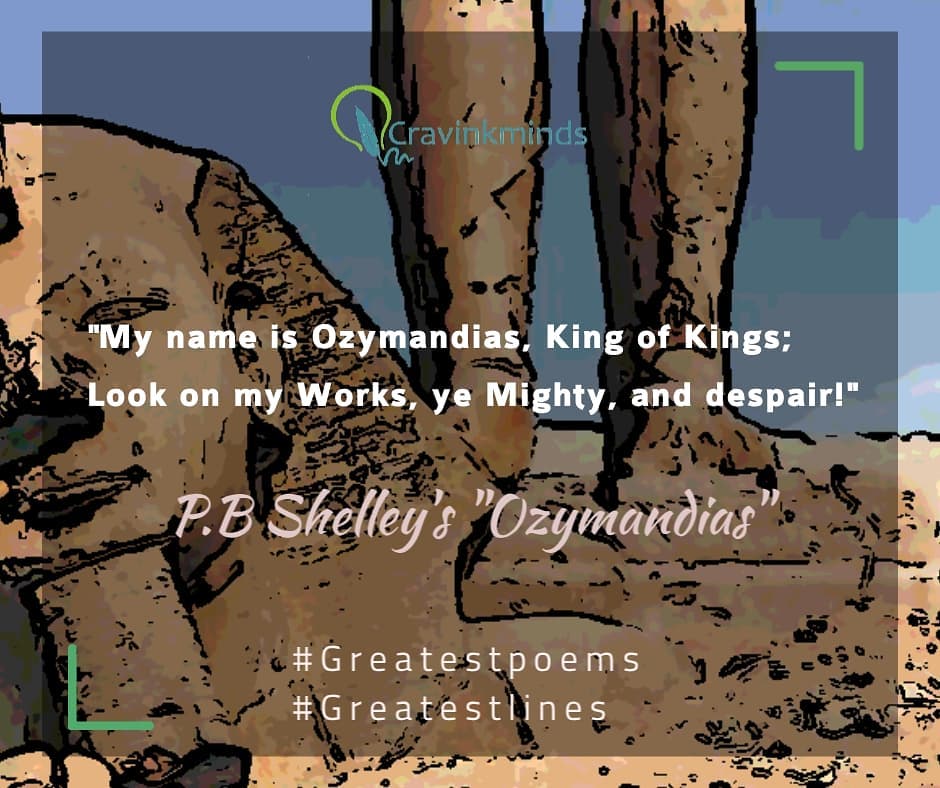 Cravinkminds
"My name is Ozymandias, King of Kings;
Look on my Works, ye Mighty, and despair!"
P.B Shelley's "Ozymandias"
#Greatestpoems
#Greatestlines